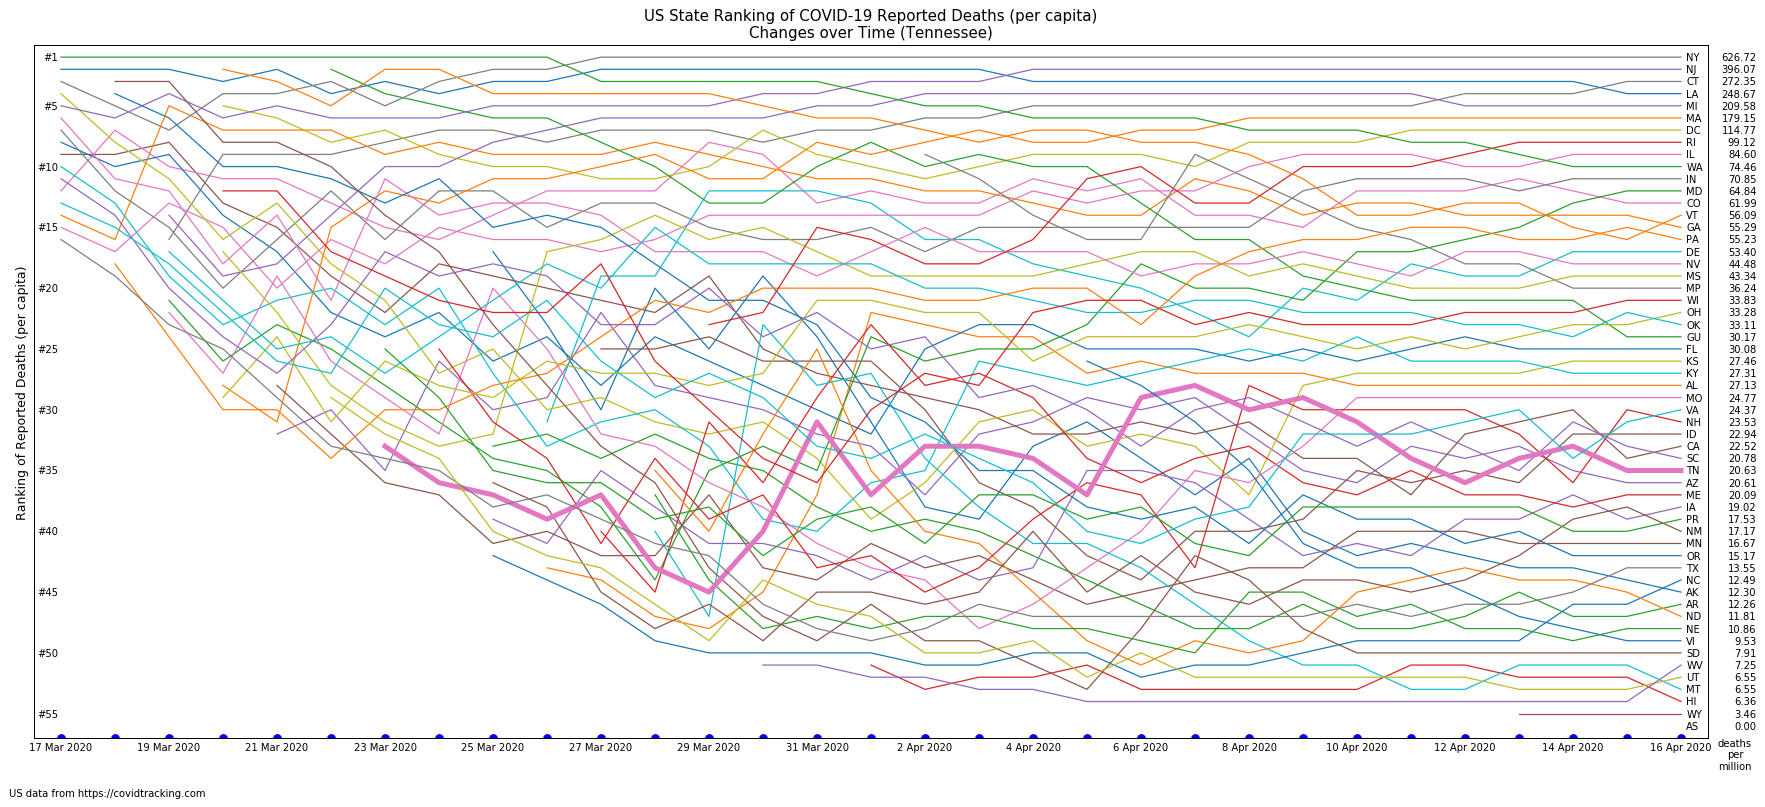 US State Ranking of COVID-19 Reported Deaths (per capita)
Changes over Time (Tennessee)
Ranking of Reported Deaths (per capita)
#1
#5
#10
#15
#20
#25
#30
#35
#40
#45
#50
#55
NY 626.72
NJ 396.07
CT 272.35
LA 248.67
MI 209.58
MA 179.15
DC 114.77
RI 99.12
IL 84.60
WA 74.46
IN 70.85
MD 64.84
CO 61.99
VT 56.09
GA 55.29
PA 55.23
DE 53.40
NV 44.48
MS 43.34
MP 36.24
WI 33.83
OH 33.28
OK 33.11
GU 30.17
FL 30.08
KS 27.46
KY 27.31
AL 27.13
MO 24.77
VA 24.37
NH 23.53
ID 22.94
CA 22.52
SC 20.78
TN 20.63
AZ 20.61
ME 20.09
IA 19.02
PR 17.53
NM 17.17
MN 16.67
OR 15.17
TX 13.55
NC 12.49
AK 12.30
AR 12.26
ND 11.81
NE 10.86
VI 9.53
SD 7.91
WV 7.25
UT 6.55
MT 6.55
HI 6.36
WY 3.46
AS 0.00
17 Mar 2020 19 Mar 2020 21 Mar 2020 23 Mar 2020 25 Mar 2020 27 Mar 2020 29 Mar 2020 31 Mar 2020 2 Apr 2020 4 Apr 2020 6 Apr 2020 8 Apr 2020 10 Apr 2020 12 Apr 2020 14 Apr 2020 16 Apr 2020
deaths
per
million
US data from https://covidtracking.com